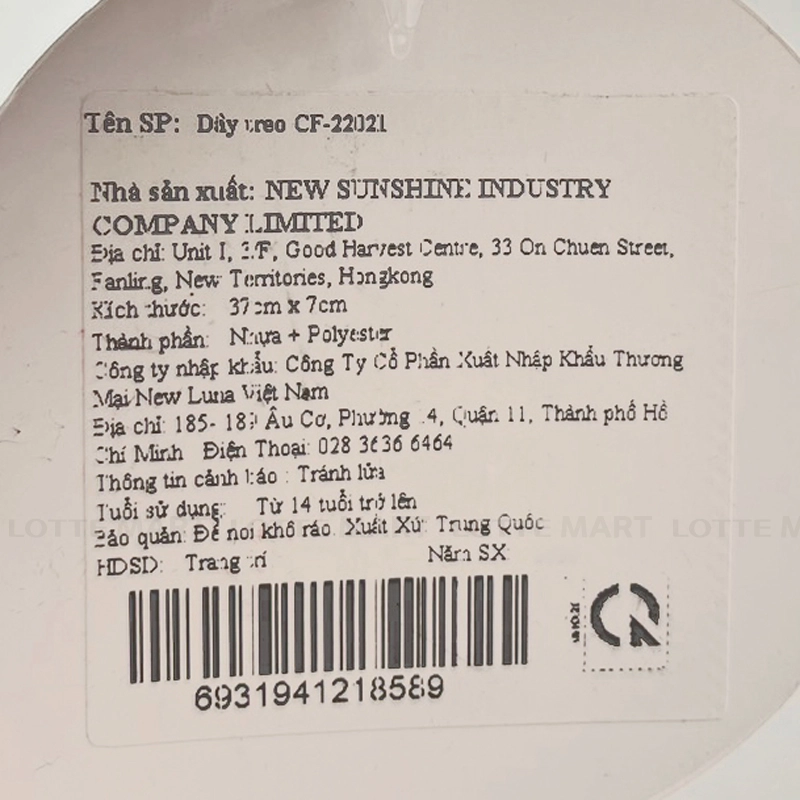 Tên SP: Dây treo CF-22021
Nhà sản xuất: NEW SUNSHINE INDUSTRY
COMPANY LIMITED
Địa chỉ: Unit I, 3/F, Good Harvest Centre, 33 On Chuen Street,
Fanling, New Territories, Hongkong
Kích thước: 37cm x 7cm
Thành phần: Nhựa + Polyester
Công ty nhập khẩu: Công Ty Cổ Phần Xuất Nhập Khẩu Thương
Mại New Luna Việt Nam
Địa chỉ: 185- 189 Âu Cơ, Phường 14, Quận 11, Thành phố Hồ
Chí Minh Điện Thoại: 028 3636 6464
Thông tin cảnh báo : Tránh lửa
Tuổi sử dụng: Từ 14 tuổi trở lên
Bảo quản: Để nơi khô ráo. Xuất Xứ: Trung Quốc
HDSD: Trang trí Năm SX
6931941218589
CR
LOTTE MART LOTTE MART LOTTE M